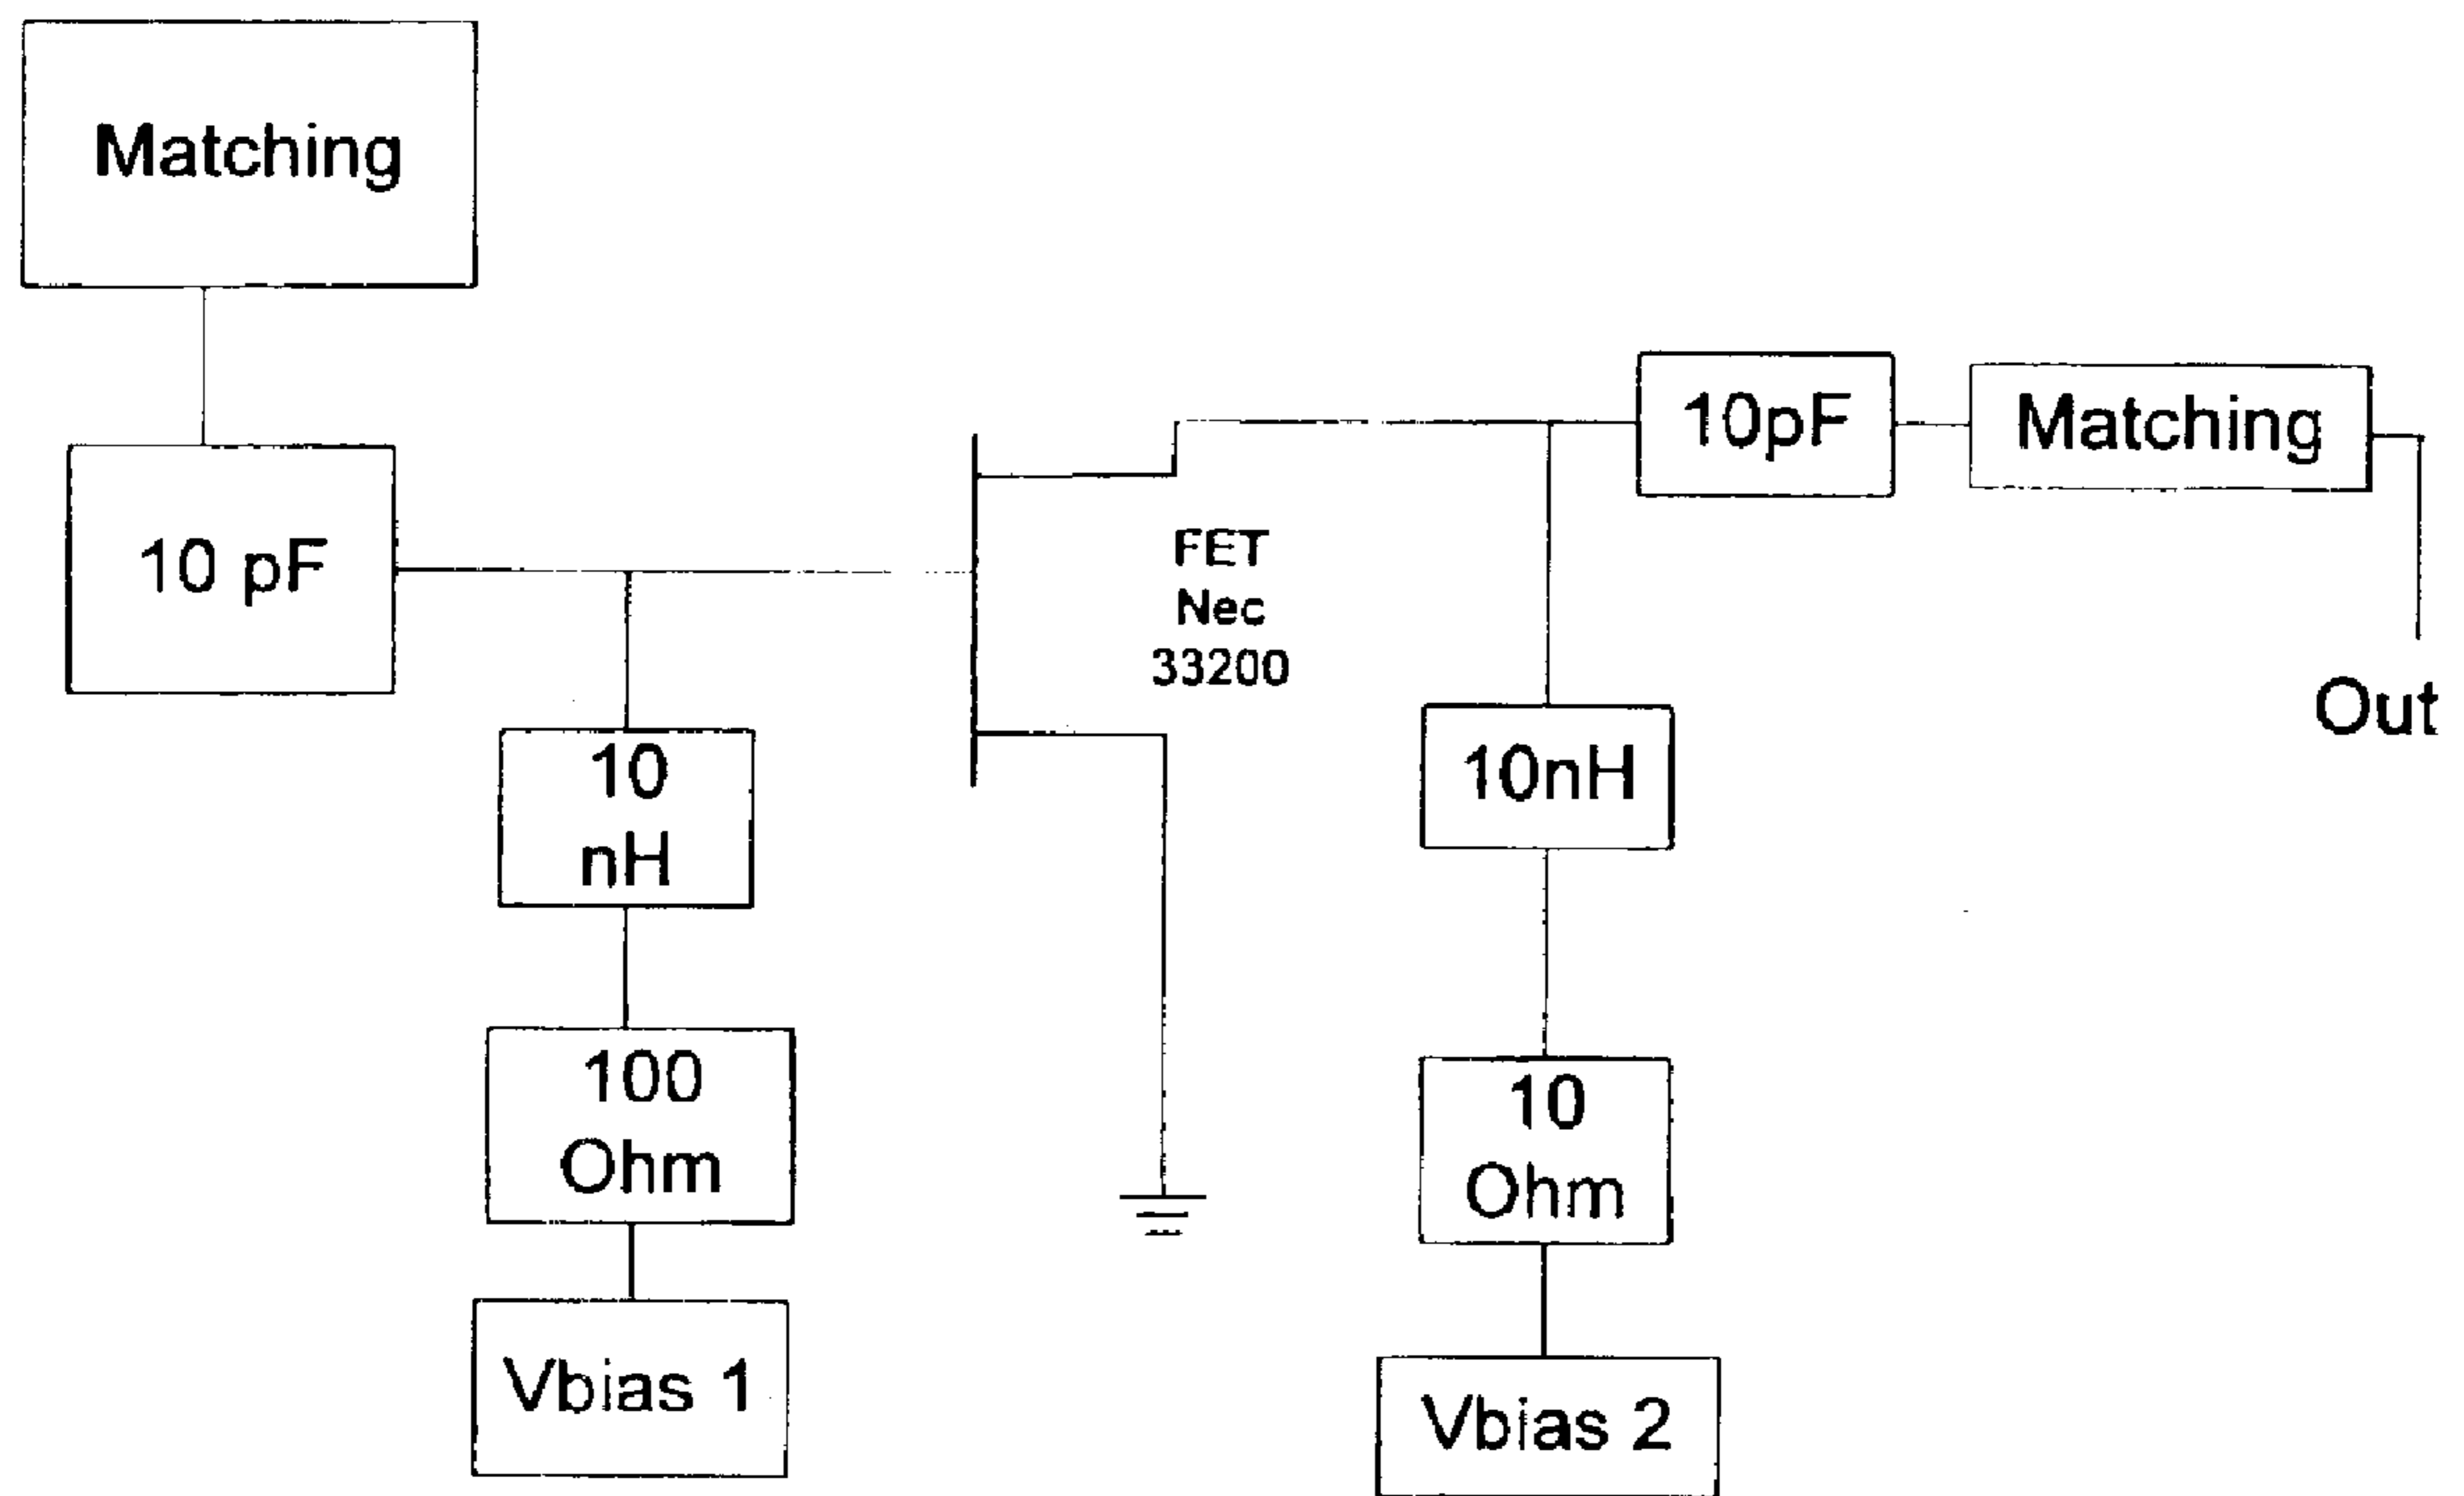 Matching
10 pF
10
nH
100
Ohm
Vbias 1
FET
Nec
33200
10pF
Matching
Out
10nH
10
Ohm
Vbias 2